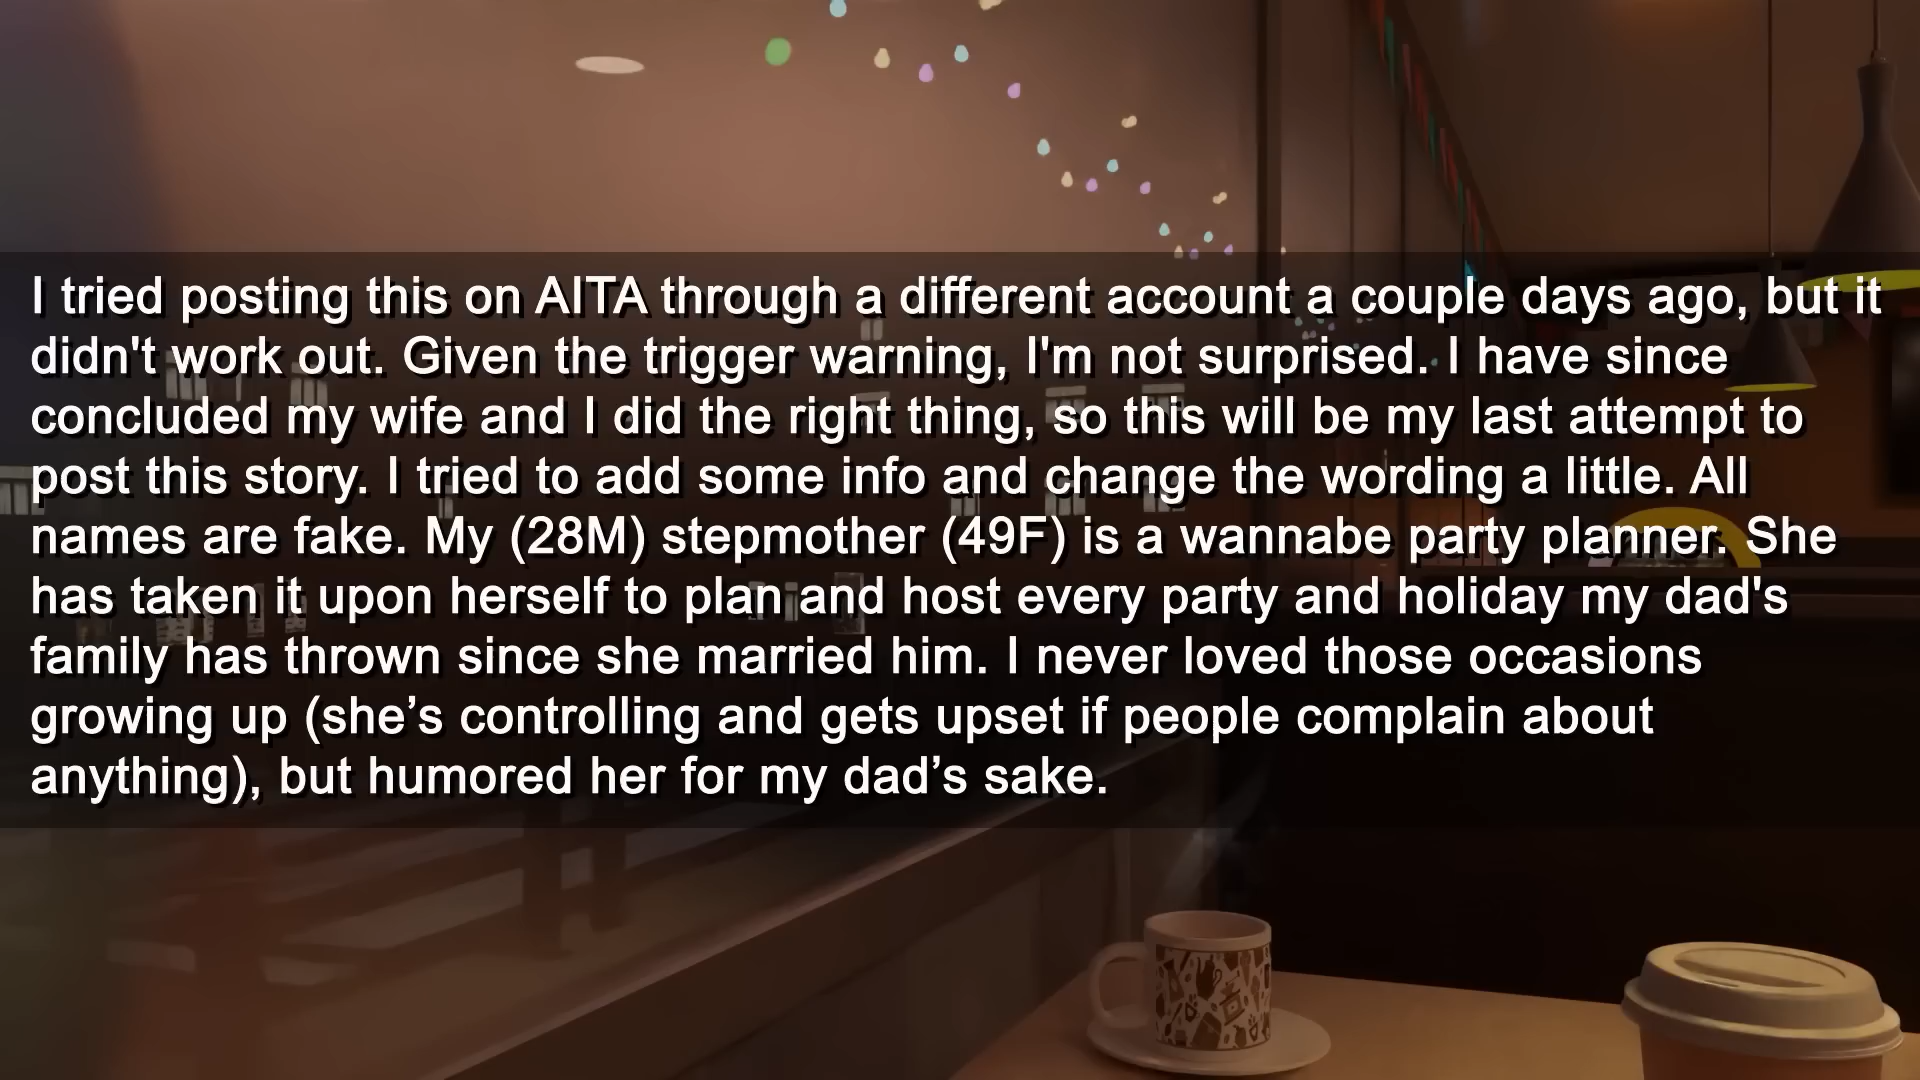 I tried posting this on AITA through a different account a couple days ago, but it
didn't work out. Given the trigger warning, I'm not surprised. I have since
concluded my wife and I did the right thing, so this will be my last attempt to
post this story. I tried to add some info and change the wording a little. All
names are fake. My (28M) stepmother (49F) is a wannabe party planner. She
has taken it upon herself to plan and host every party and holiday my dad's
family has thrown since she married him. I never loved those occasions
growing up (she’s controlling and gets upset if people complain about
anything), but humored her for my dad’s sake.